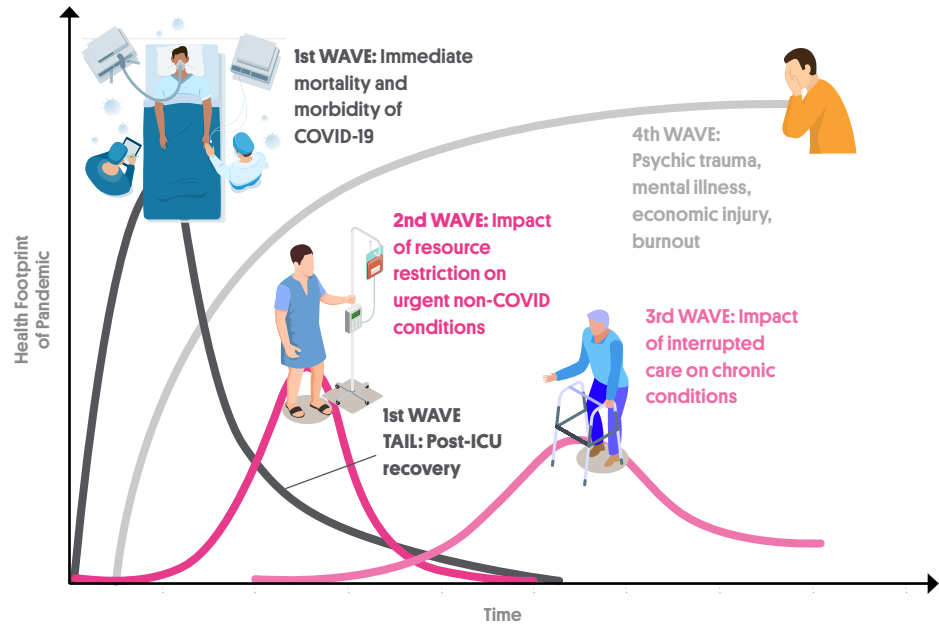 1st WAVE: Immediate
mortality and
morbidity of
COVID-19
4th WAVE:
Psychic trauma,
mental illness,
economic injury,
burnout
2nd WAVE: Impact
of resource
restriction on
urgent non-COVID
conditions
3rd WAVE: Impact
of interrupted
care on chronic
conditions
1st WAVE
TAIL: Post-ICU
recovery
Health Footprint
of Pandemic
Time